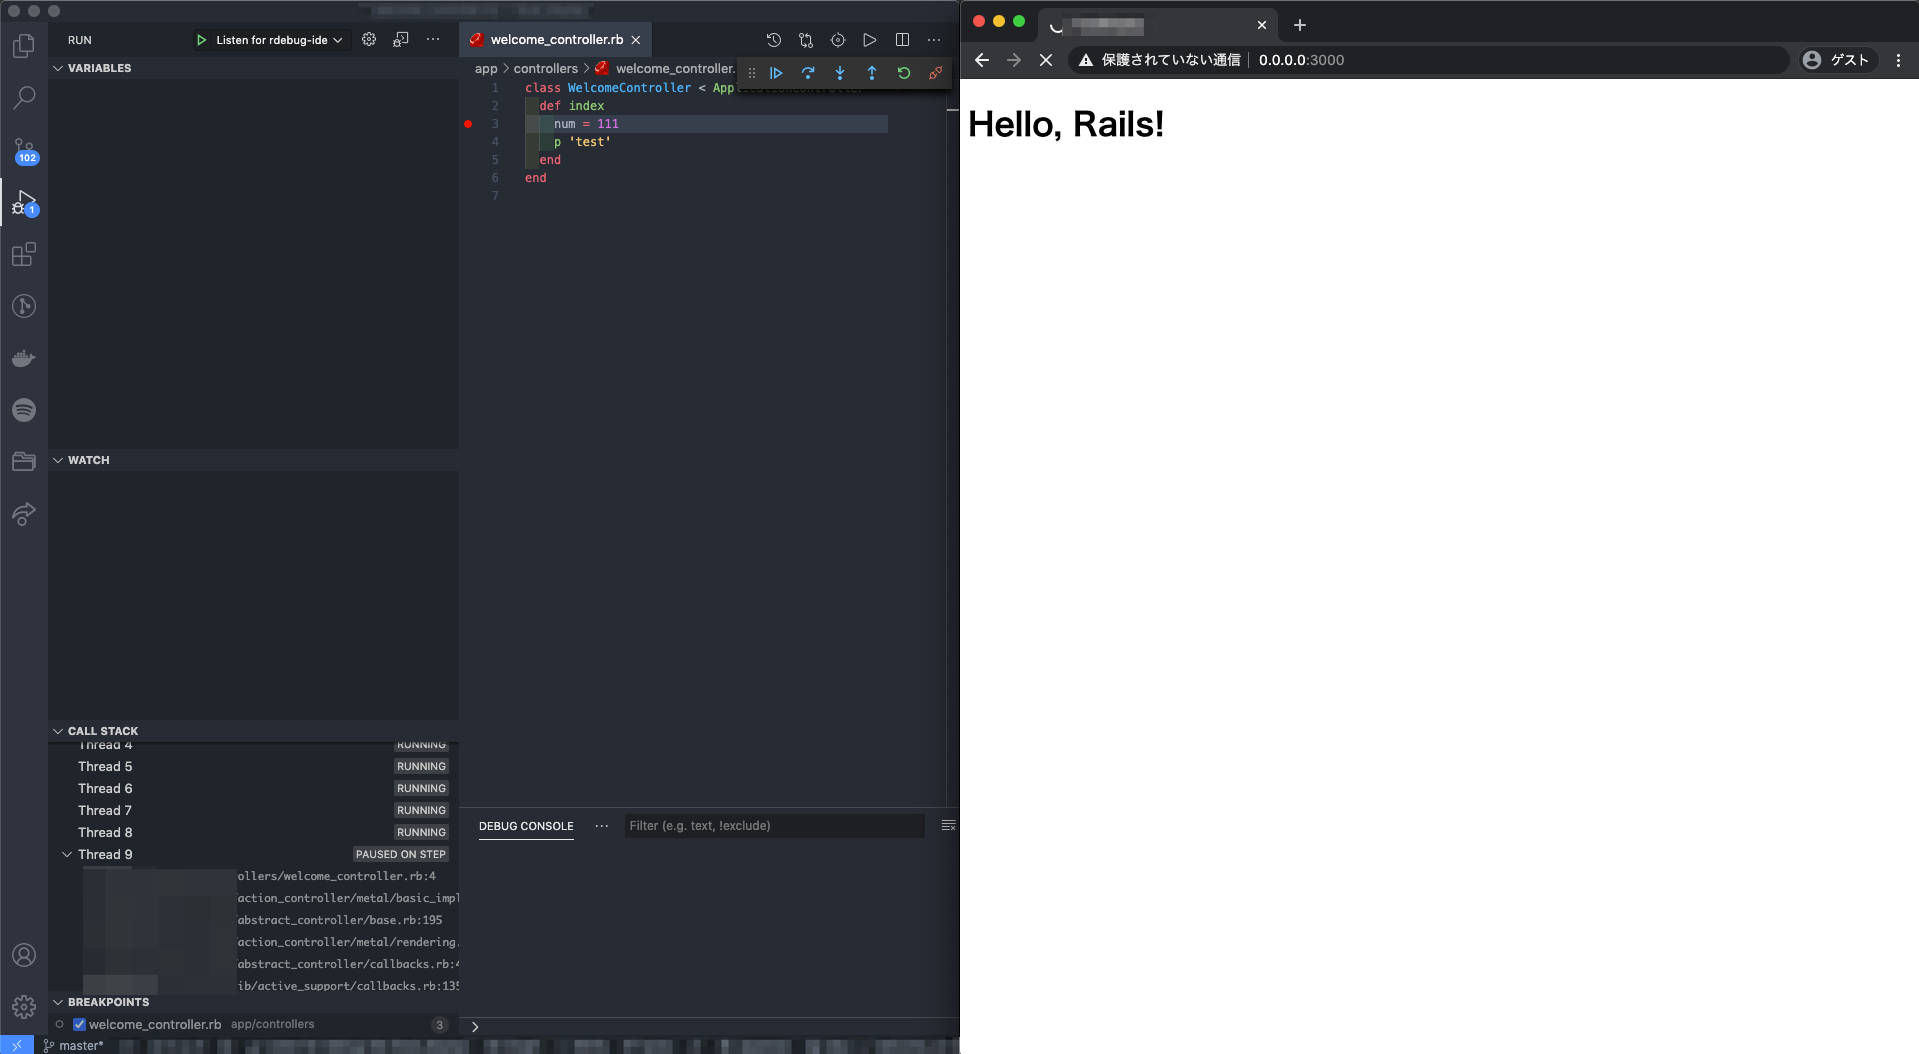 RUN
Listen for rdebug-ide
VARIABLES
102
1
WATCH
CALL STACK
Thread 4 RUNNING
Thread 5 RUNNING
Thread 6 RUNNING
Thread 7 RUNNING
Thread 8 RUNNING
Thread 9 PAUSED ON STEP
ollers/welcome_controller.rb:4
/action_controller/metal/basic_impl
/abstract_controller/base.rb:195
/action_controller/metal/rendering.
/abstract_controller/callbacks.rb:4
ib/active_support/callbacks.rb:135
BREAKPOINTS
welcome_controller.rb app/controllers 3
master*
welcome_controller.rb
app > controllers > welcome_controller.
1 class WelcomeController < ApplicationController
2 def index
3 num = 111
4 p 'test'
5 end
6 end
7
DEBUG CONSOLE
Filter (e.g. text, !exclude)
保護されていない通信 0.0.0.0:3000
ゲスト
Hello, Rails!